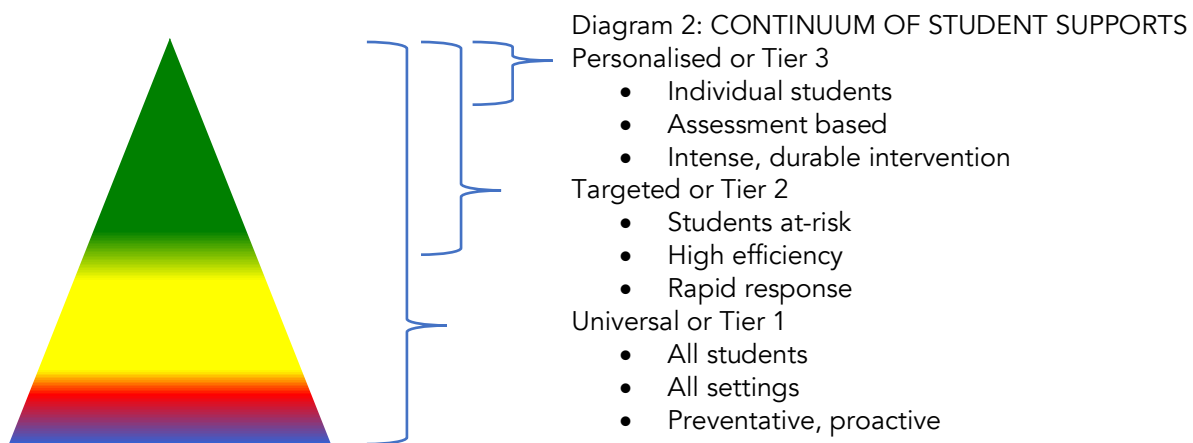 Diagram 2: CONTINUUM OF STUDENT SUPPORTS
Personalised or Tier 3
• Individual students
• Assessment based
• Intense, durable intervention
Targeted or Tier 2
• Students at-risk
• High efficiency
• Rapid response
Universal or Tier 1
• All students
• All settings
• Preventative, proactive